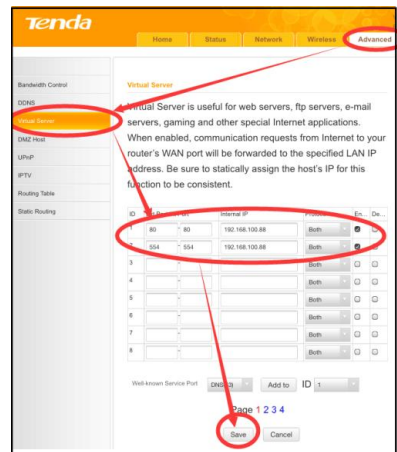 Tenda
Home Status Network Wireless Advanced
Bandwidth Control
DDNS
Virtual Server
DMZ Host
UPnP
IPTV
Routing Table
Static Routing
Virtual Server
Virtual Server is useful for web servers, ftp servers, e-mail
servers, gaming and other special Internet applications.
When enabled, communication requests from Internet to your
router's WAN port will be forwarded to the specified LAN IP
address. Be sure to statically assign the host's IP for this
function to be consistent.
ID Internal IP En... De...
1 80 - 80 192.168.100.88 Both
2 554 - 554 192.168.100.88 Both
3 - Both
4 - Both
5 - Both
6 - Both
7 - Both
8 - Both
Well-known Service Port Add to ID 1
Page 1 2 3 4
Save Cancel